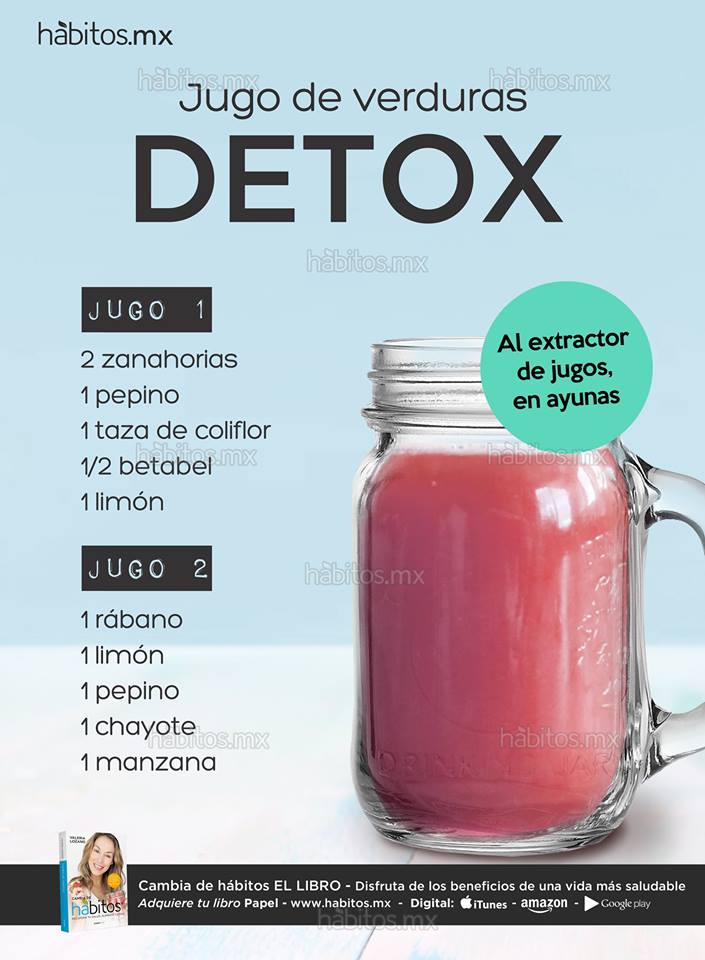 hàbitos.mx
hàbitos.mx
hàbitos.mx
Jugo de verduras
DETOX
hàbitos.mx
JUGO 1
2 zanahorias
1 pepino
1 taza de coliflor
1/2 betabel
1 limón
Al extractor
de jugos,
en ayunas
hàbitos.mx
hàbitos.mx
JUGO 2
hàbitos.mx
1 rábano
1 limón
1 pepino
1 chayote
1 manzana
hàbitos.mx
hàbitos.mx
DRINK JAR
VALERIA
LOZANO
CAMBIA DE
hàbitos
Cambia de hábitos EL LIBRO - Disfruta de los beneficios de una vida más saludable
Adquiere tu libro Papel - www.habitos.mx - Digital: iTunes - amazon - Google play
hàbitos.mx